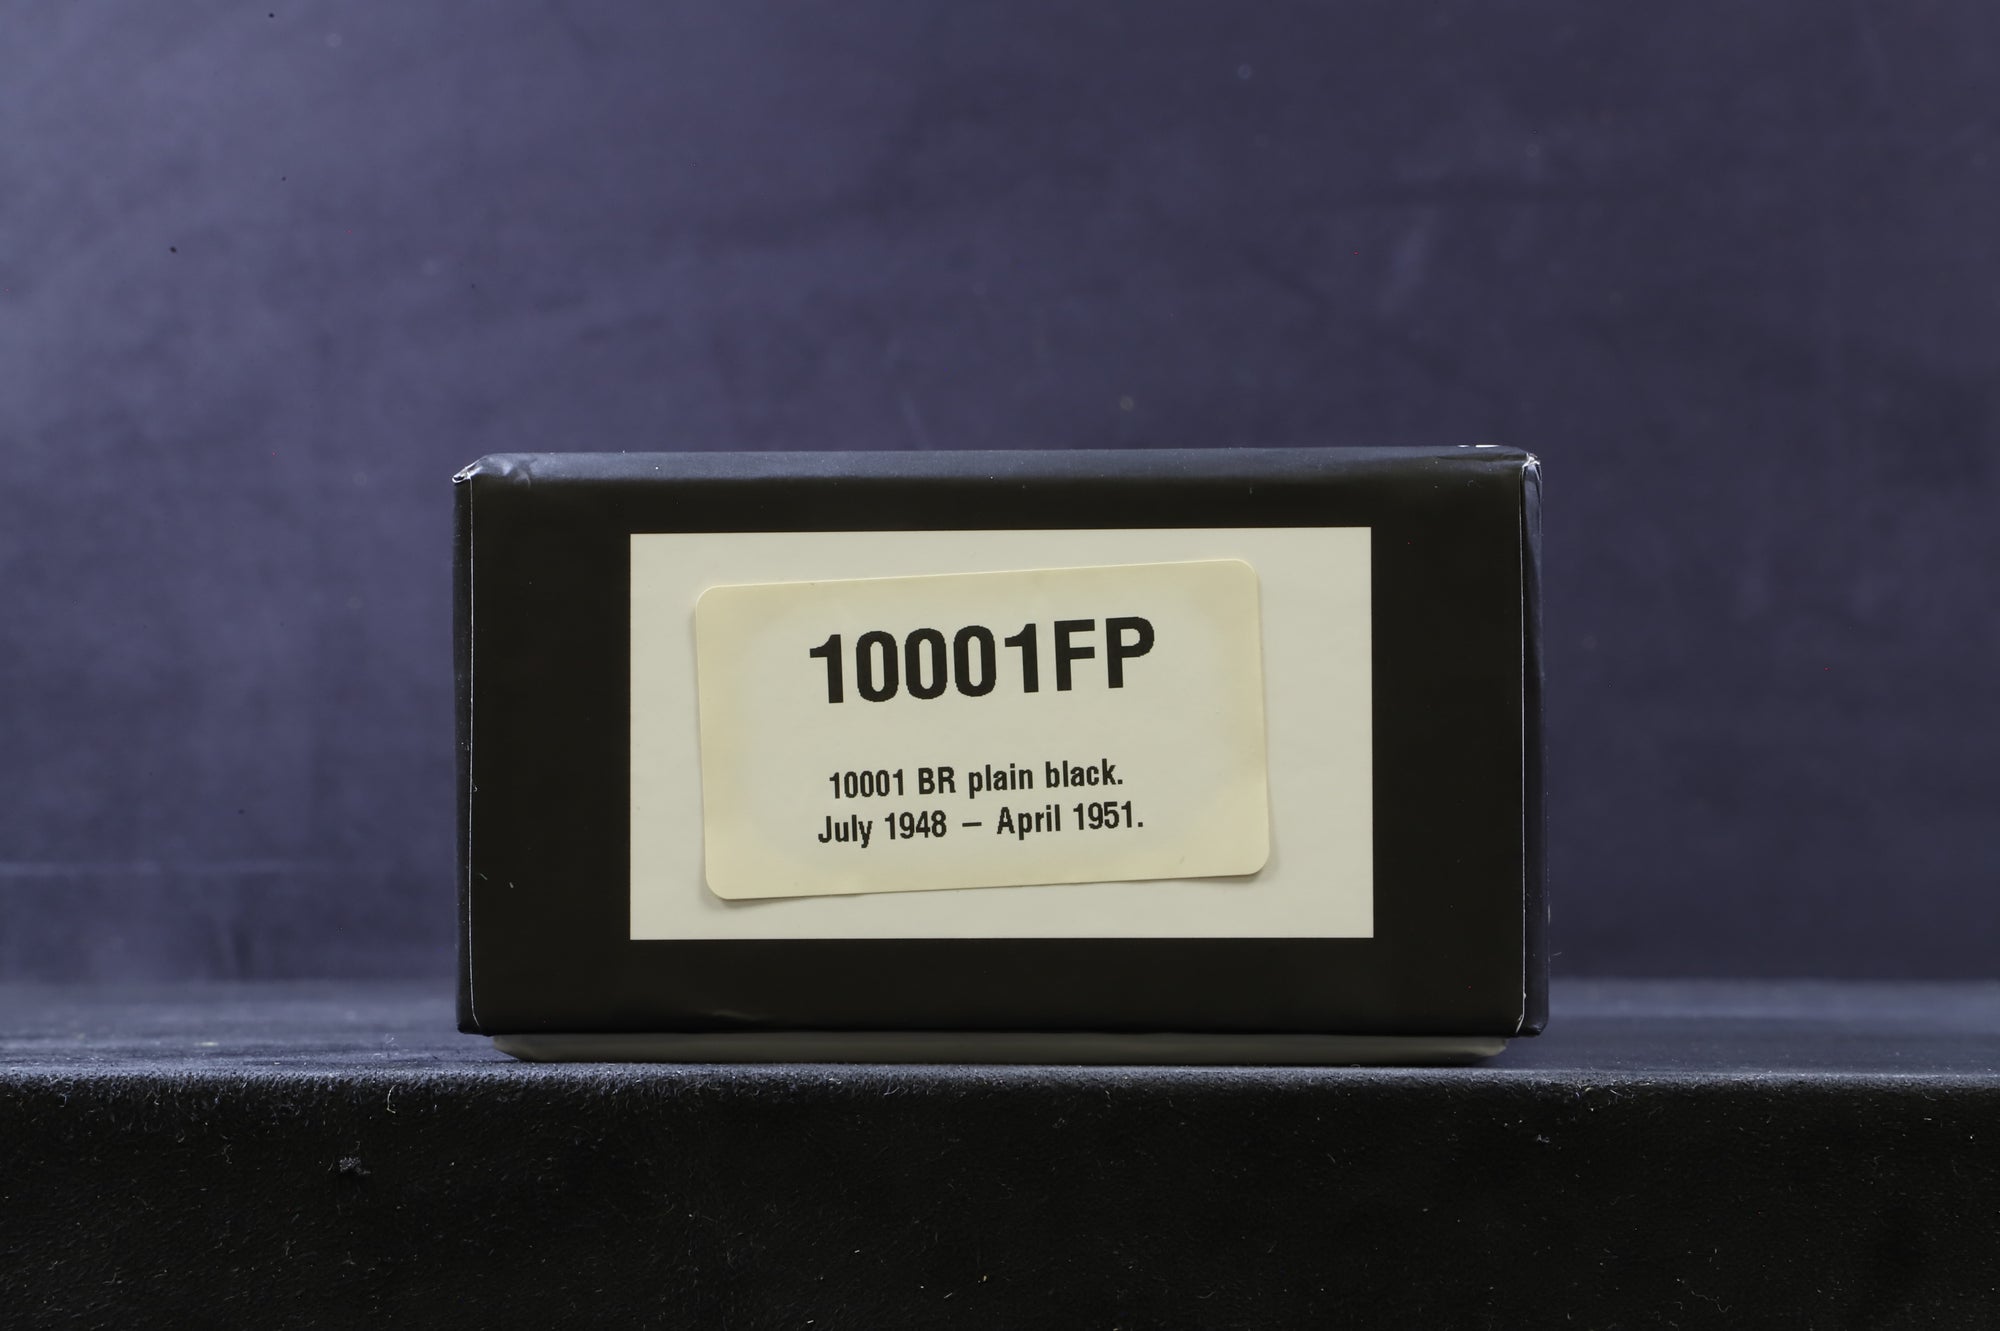 10001FP
10001 BR plain black.
July 1948 – April 1951.